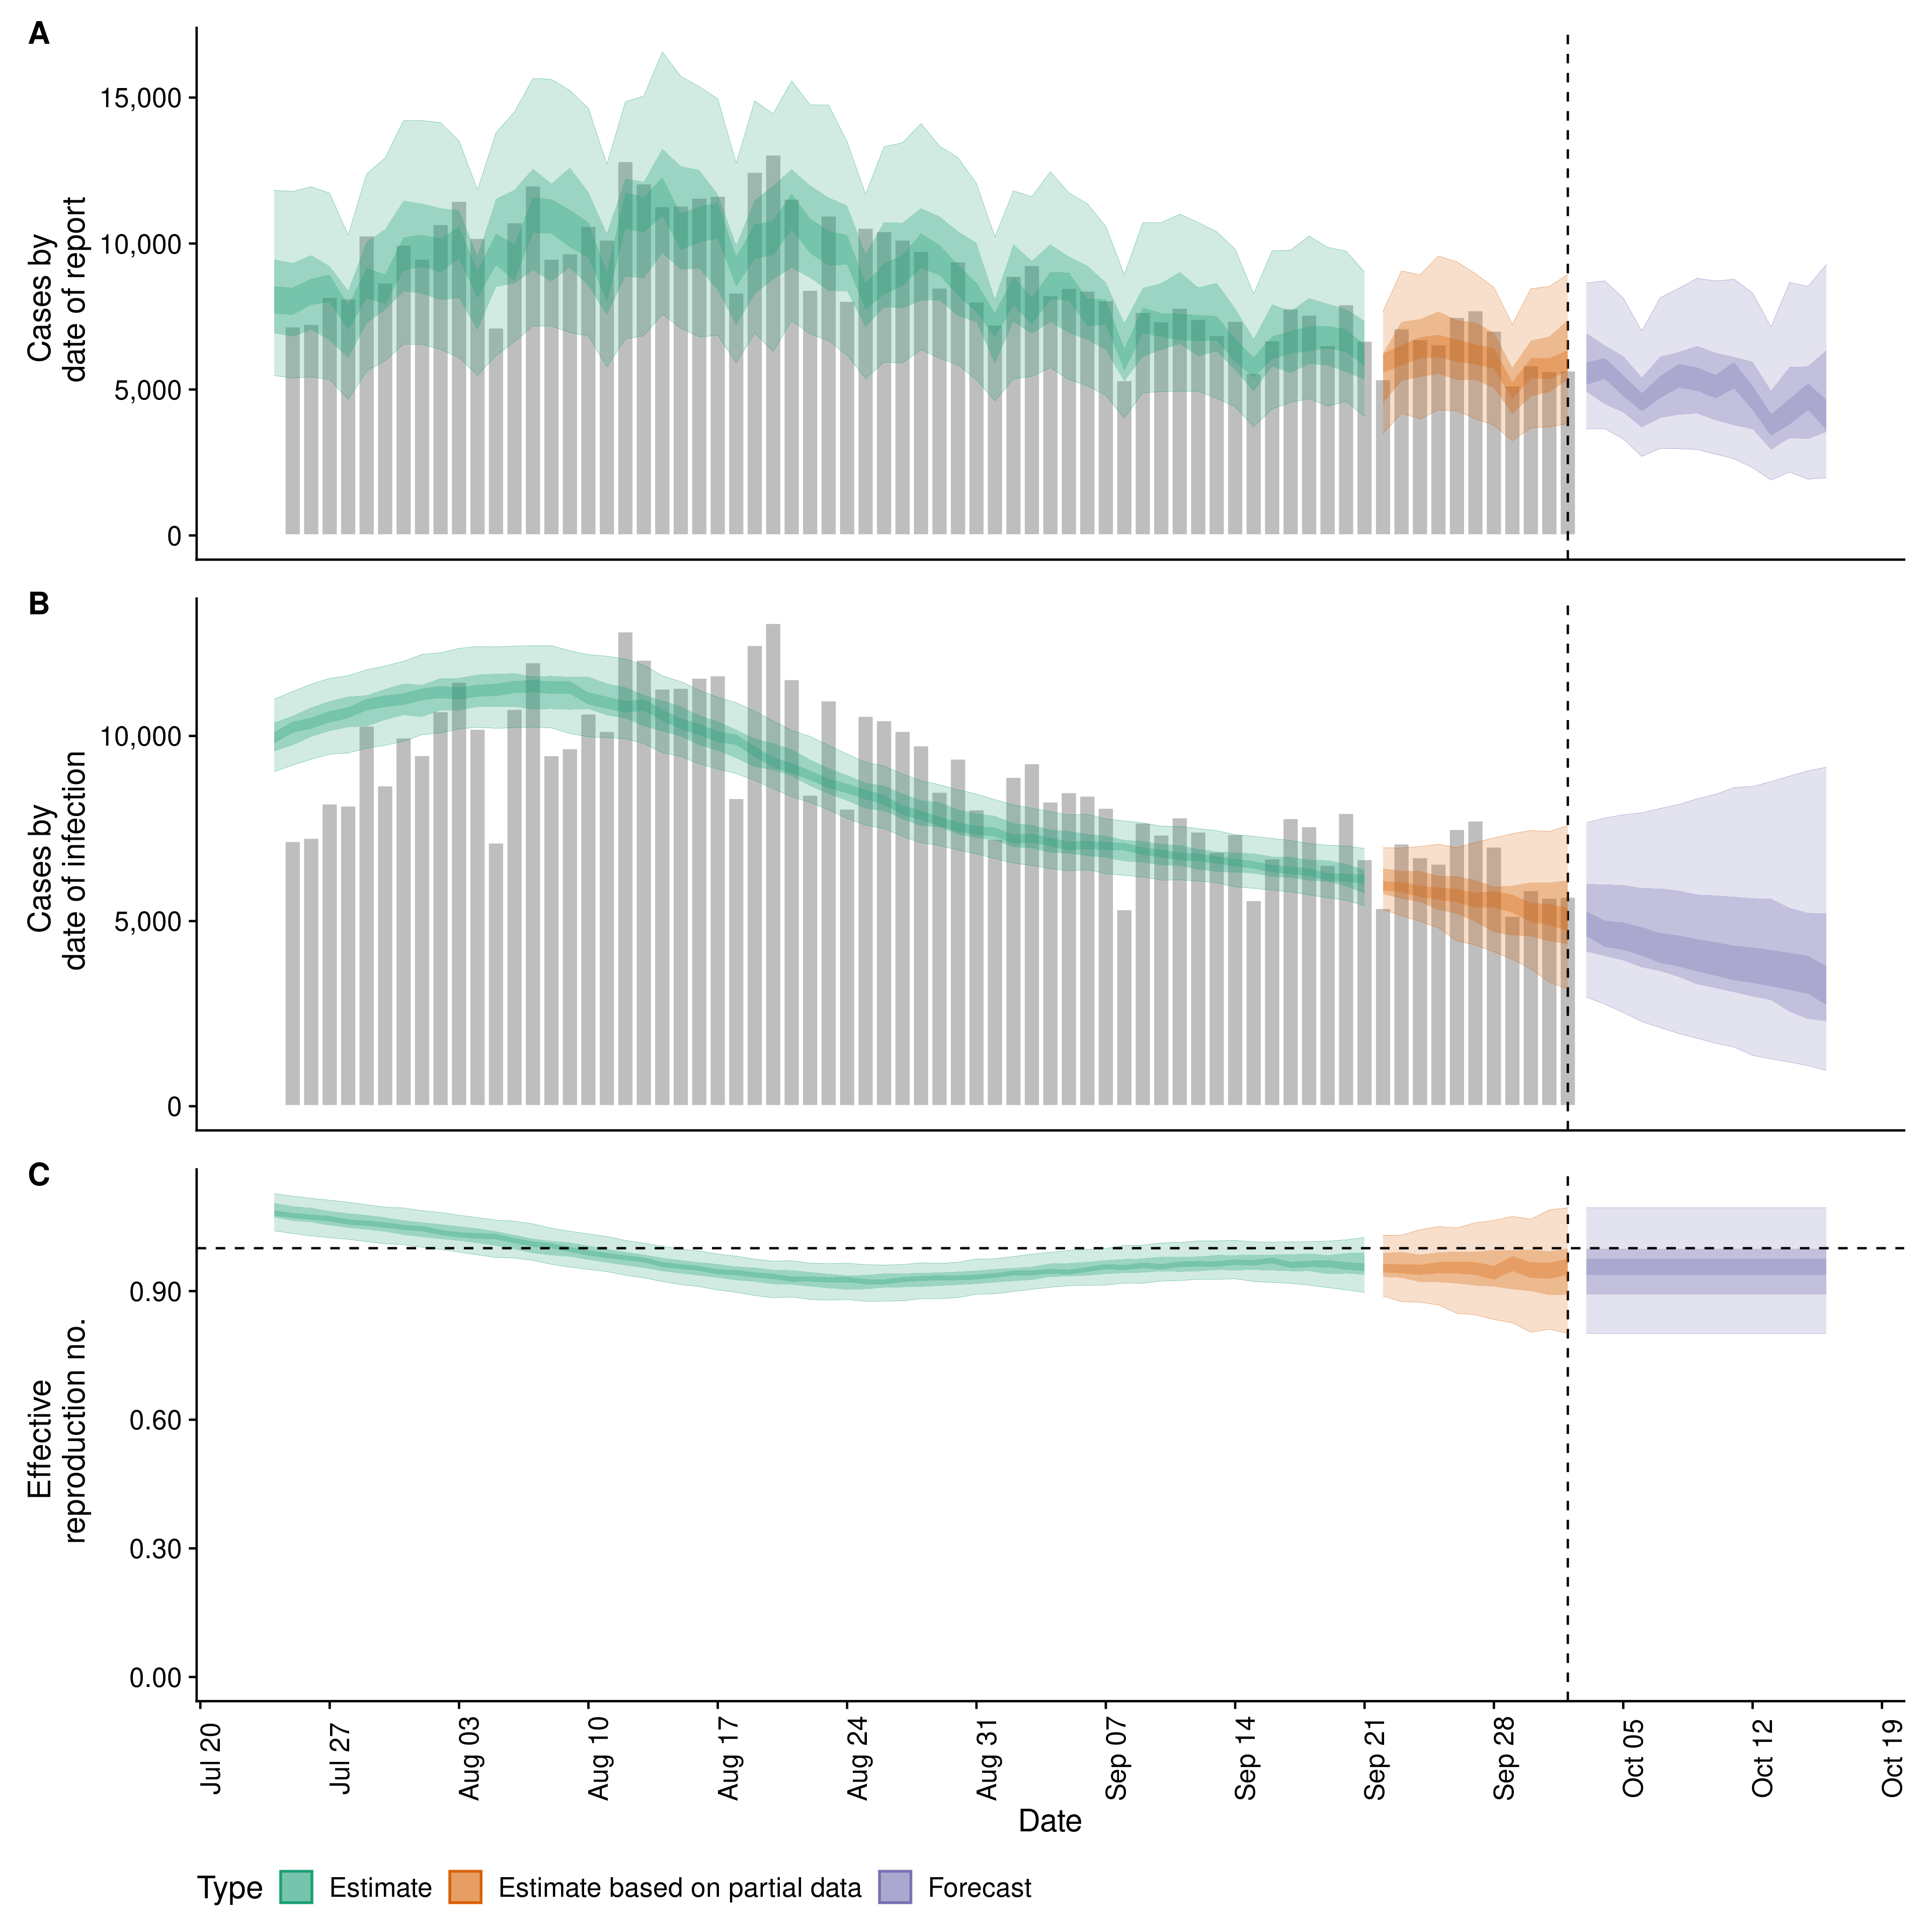 A
Cases by
date of report
15,000
10,000
5,000
0
B
Cases by
date of infection
10,000
5,000
0
C
Effective
reproduction no.
0.90
0.60
0.30
0.00
Jul 20
Jul 27
Aug 03
Aug 10
Aug 17
Aug 24
Aug 31
Sep 07
Sep 14
Sep 21
Sep 28
Oct 05
Oct 12
Oct 19
Date
Type Estimate Estimate based on partial data Forecast